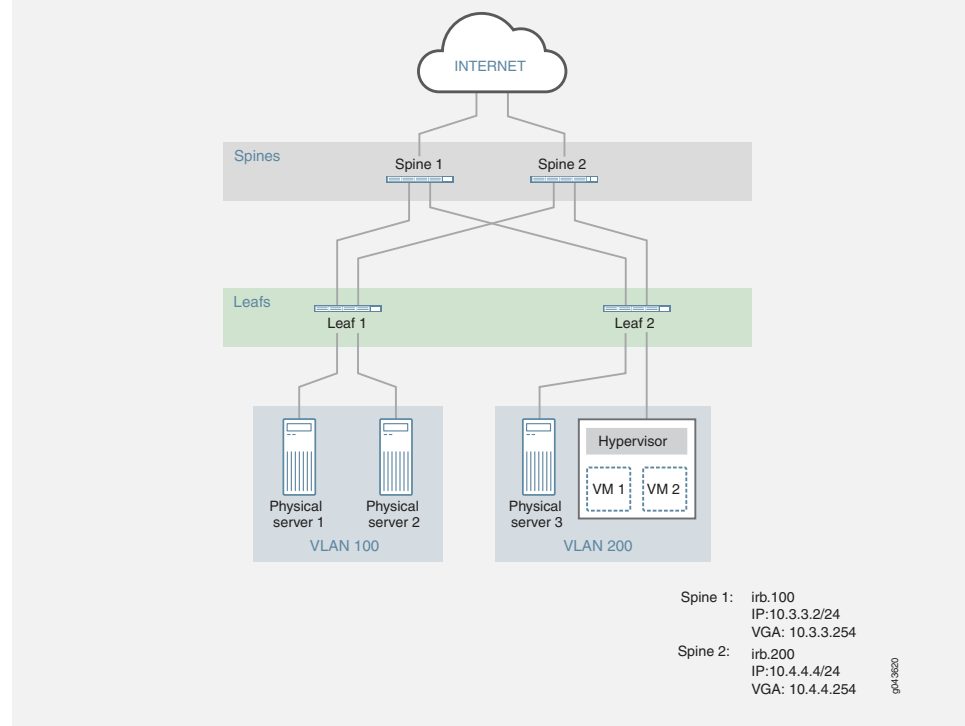 INTERNET
Spines
Spine 1
Spine 2
Leafs
Leaf 1
Leaf 2
Physical
server 1
Physical
server 2
VLAN 100
Physical
server 3
Hypervisor
VM 1
VM 2
VLAN 200
Spine 1: irb.100
IP:10.3.3.2/24
VGA: 10.3.3.254
Spine 2: irb.200
IP:10.4.4.4/24
VGA: 10.4.4.254
g043620